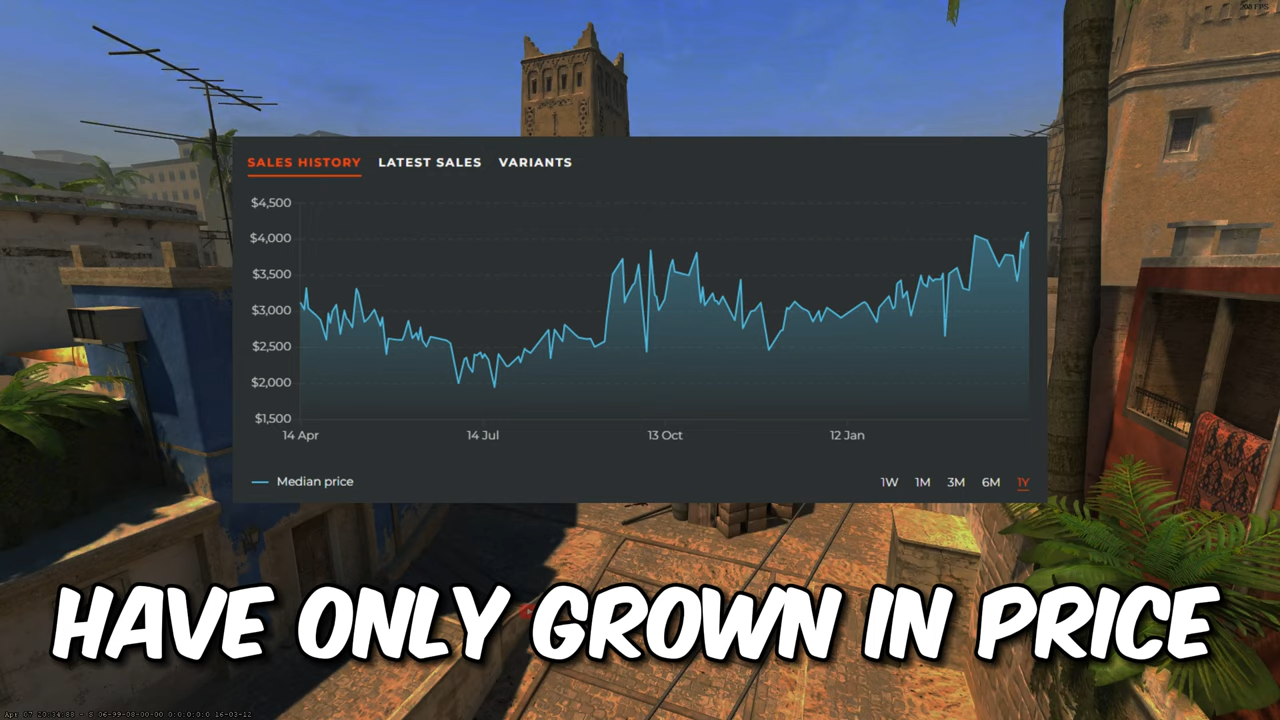 SALES HISTORY LATEST SALES VARIANTS
$4,500
$4,000
$3,500
$3,000
$2,500
$2,000
$1,500
14 Apr 14 Jul 13 Oct 12 Jan
Median price 1W 1M 3M 6M 1Y
HAVE ONLY GROWN IN PRICE